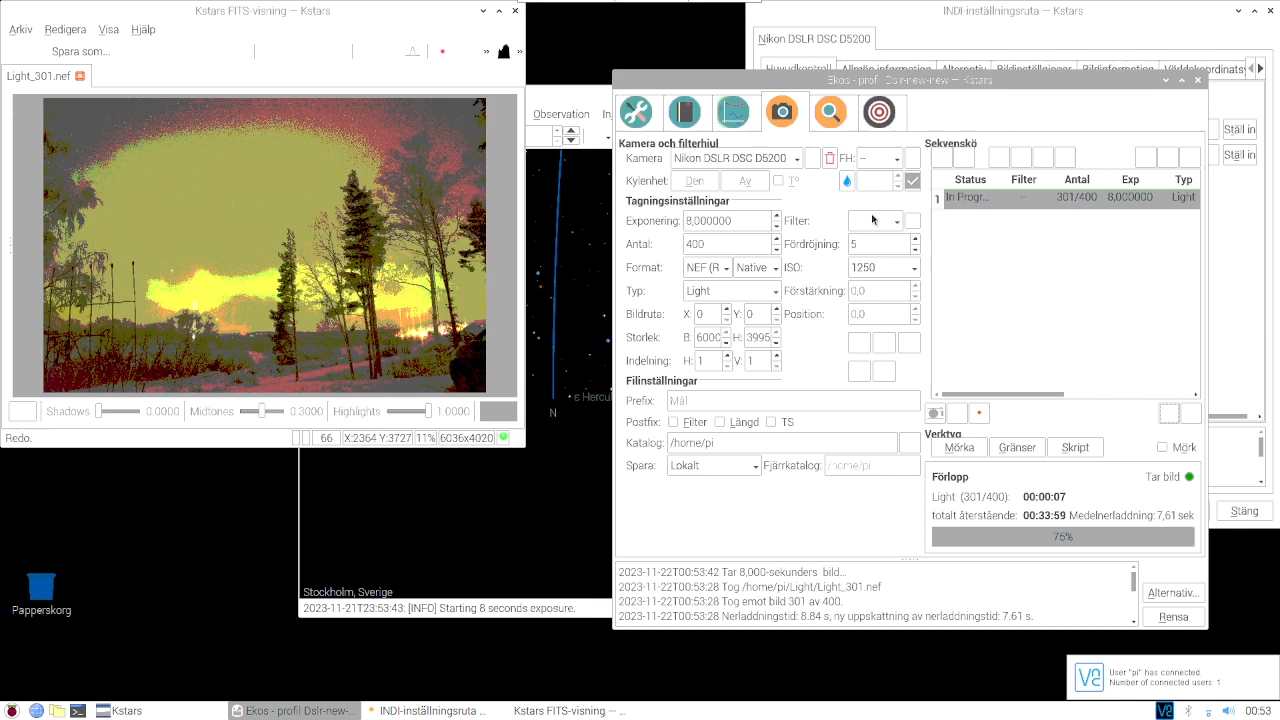 Kstars FITS-visning — Kstars
Arkiv Redigera Visa Hjälp
Spara som...
Light_301.nef
Shadows 0.0000 Midtones 0.3000 Highlights 1.0000
Redo. 66 X:2364 Y:3727 11% 6036x4020
Observation
N
ε Hercul
Stockholm, Sverige
2023-11-21T23:53:43: [INFO] Starting 8 seconds exposure.
INDI-inställningsruta — Kstars
Nikon DSLR DSC D5200
Huvudkontroll Allmän information Alternativ Bildinställningar Bildinformation Världskoordinatsy
Ställ in
Ställ in
Stäng
Ekos - profil Dslr-new-new — Kstars
Kamera och filterhjul
Kamera Nikon DSLR DSC D5200 FH: --
Kylenhet: Den Av T°
Tagningsinställningar
Exponering: 8,000000 Filter:
Antal: 400 Fördröjning: 5
Format: NEF (R Native ISO: 1250
Typ: Light Förstärkning: 0,0
Bildruta: X: 0 Y: 0 Position: 0,0
Storlek: B: 6000 H: 3995
Indelning: H: 1 V: 1
Filinställningar
Prefix: Mål
Postfix: Filter Längd TS
Katalog: /home/pi
Spara: Lokalt Fjärrkatalog: /home/pi
Sekvenskö
Status Filter Antal Exp Typ
1 In Progr... -- 301/400 8,000000 Light
Verktyg
Mörka Gränser Skript Mörk
Förlopp Tar bild
Light (301/400): 00:00:07
totalt återstående: 00:33:59 Medelnerladdning: 7,61 sek
75%
2023-11-22T00:53:42 Tar 8,000-sekunders bild...
2023-11-22T00:53:28 Tog /home/pi/Light/Light_301.nef
2023-11-22T00:53:28 Tog emot bild 301 av 400.
2023-11-22T00:53:28 Nerladdningstid: 8.84 s, ny uppskattning av nerladdningstid: 7.61 s.
Alternativ...
Rensa
Papperskorg
User "pi" has connected.
Number of connected users: 1
Kstars Ekos - profil Dslr-new-... INDI-inställningsruta ... Kstars FITS-visning — ... 00:53